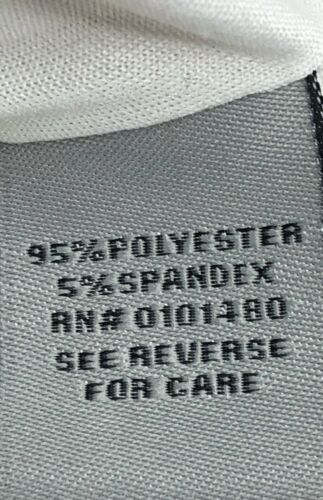 95% POLYESTER
5% SPANDEX
RN# 0101480
SEE REVERSE
FOR CARE